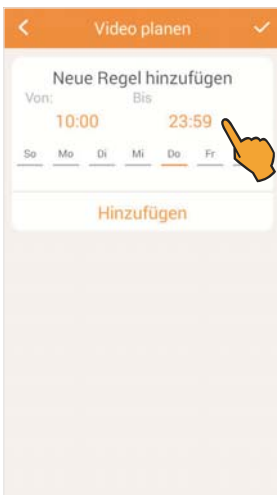 Video planen
Neue Regel hinzufügen
Von: Bis
10:00 23:59
So Mo Di Mi Do Fr
Hinzufügen